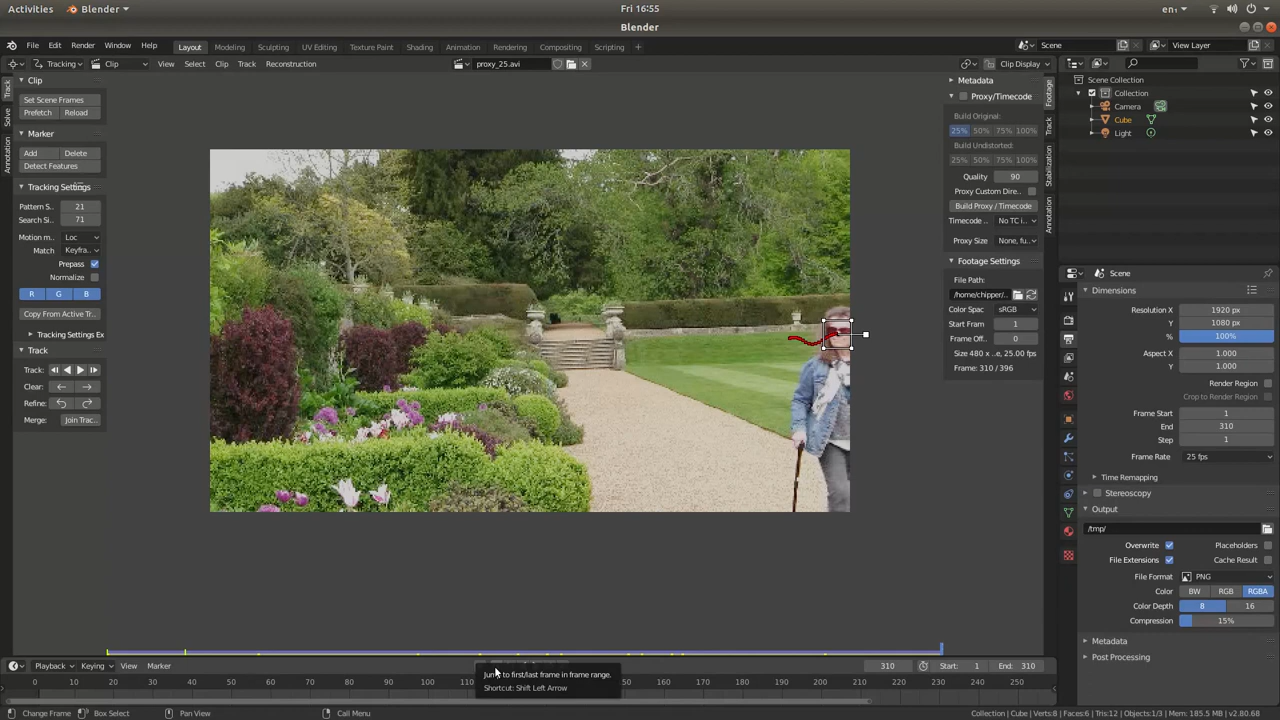 Activities
Blender
Fri 16:55
en₁
Blender
File Edit Render Window Help
Layout Modeling Sculpting UV Editing Texture Paint Shading Animation Rendering Compositing Scripting +
Scene
View Layer
Tracking
Clip
View Select Clip Track Reconstruction
proxy_25.avi
Clip Display
Track
Solve
Annotation
Clip
Set Scene Frames
Prefetch Reload
Marker
Add Delete
Detect Features
Tracking Settings
Pattern S.. 21
Search Si.. 71
Motion m.. Loc
Match Keyfra..
Prepass
Normalize
R G B
Copy From Active Tr...
Tracking Settings Ex
Track
Track:
Clear:
Refine:
Merge: Join Trac..
Metadata
Proxy/Timecode
Build Original:
25% 50% 75% 100%
Build Undistorted:
25% 50% 75% 100%
Quality 90
Proxy Custom Dire..
Build Proxy / Timecode
Timecode .. No TC i..
Proxy Size None, fu..
Footage Settings
File Path:
/home/chipper/..
Color Spac sRGB
Start Fram 1
Frame Off.. 0
Size 480 x ..e, 25.00 fps
Frame: 310 / 396
Footage
Track
Stabilization
Annotation
Scene Collection
Collection
Camera
Cube
Light
Scene
Dimensions
Resolution X 1920 px
Y 1080 px
% 100%
Aspect X 1.000
Y 1.000
Render Region
Crop to Render Region
Frame Start 1
End 310
Step 1
Frame Rate 25 fps
Time Remapping
Stereoscopy
Output
/tmp/
Overwrite Placeholders
File Extensions Cache Result
File Format PNG
Color BW RGB RGBA
Color Depth 8 16
Compression 15%
Metadata
Post Processing
Playback Keying View Marker
310 Start: 1 End: 310
Jump to first/last frame in frame range.
Shortcut: Shift Left Arrow
0 10 20 30 40 50 60 70 80 90 100 110 120 130 140 150 160 170 180 190 200 210 220 230 240 250
Change Frame Box Select Pan View Call Menu
Collection | Cube | Verts:8 | Faces:6 | Tris:12 | Objects:1/3 | Mem: 185.5 MB | v2.80.68